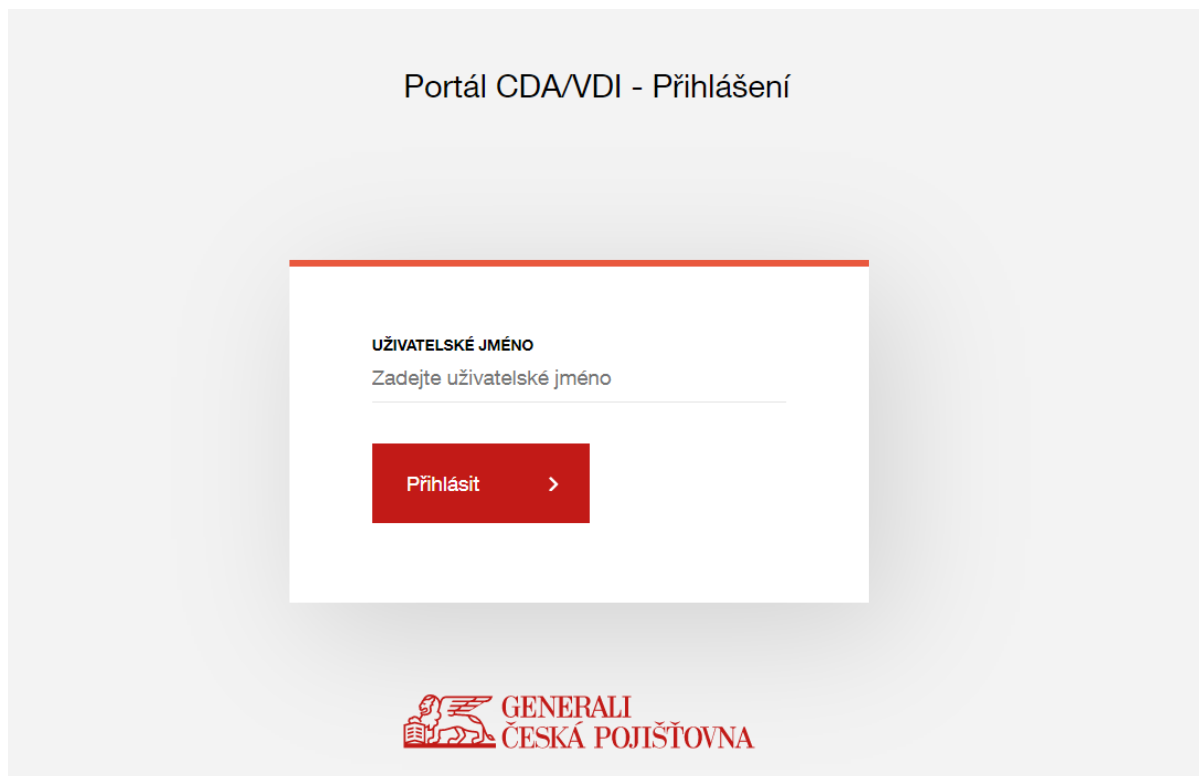 Portál CDA/VDI - Přihlášení
UŽIVATELSKÉ JMÉNO
Zadejte uživatelské jméno
Přihlásit
GENERALI
ČESKÁ POJIŠŤOVNA